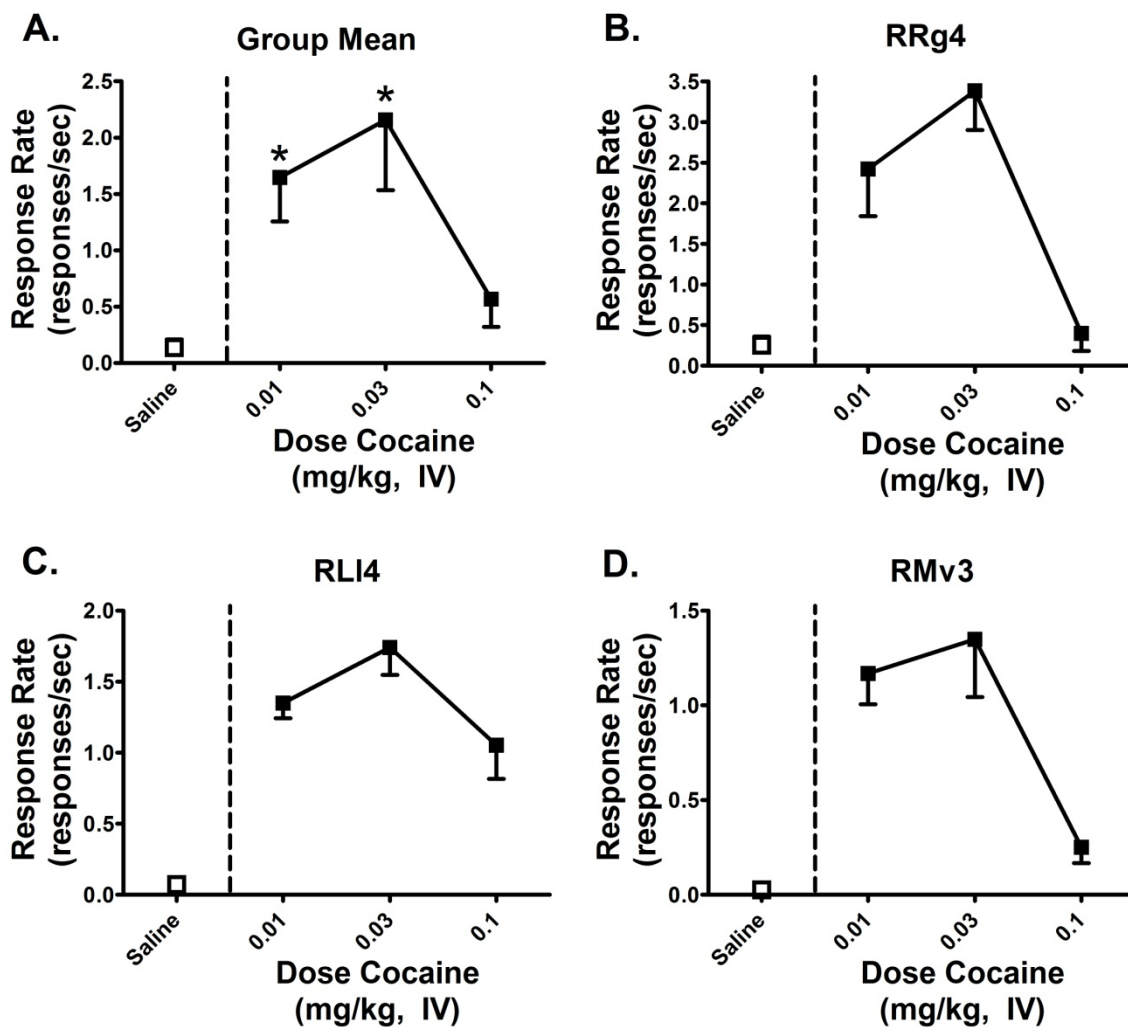 A.
Group Mean
Response Rate
(responses/sec)
2.5
2.0
1.5
1.0
0.5
0.0
*
*
Saline
0.01
0.03
0.1
Dose Cocaine
(mg/kg, IV)
B.
RRg4
Response Rate
(responses/sec)
3.5
3.0
2.5
2.0
1.5
1.0
0.5
0.0
Saline
0.01
0.03
0.1
Dose Cocaine
(mg/kg, IV)
C.
RLl4
Response Rate
(responses/sec)
2.0
1.5
1.0
0.5
0.0
Saline
0.01
0.03
0.1
Dose Cocaine
(mg/kg, IV)
D.
RMv3
Response Rate
(responses/sec)
1.5
1.0
0.5
0.0
Saline
0.01
0.03
0.1
Dose Cocaine
(mg/kg, IV)